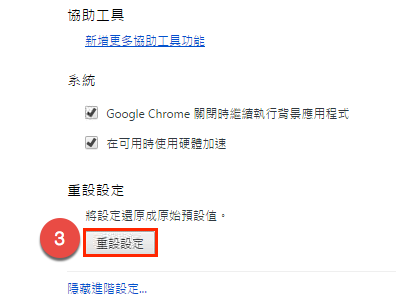 協助工具
新增更多協助工具功能
系統
Google Chrome 關閉時繼續執行背景應用程式
在可用時使用硬體加速
重設設定
將設定還原成原始預設值。
3 重設設定
隱藏進階設定...